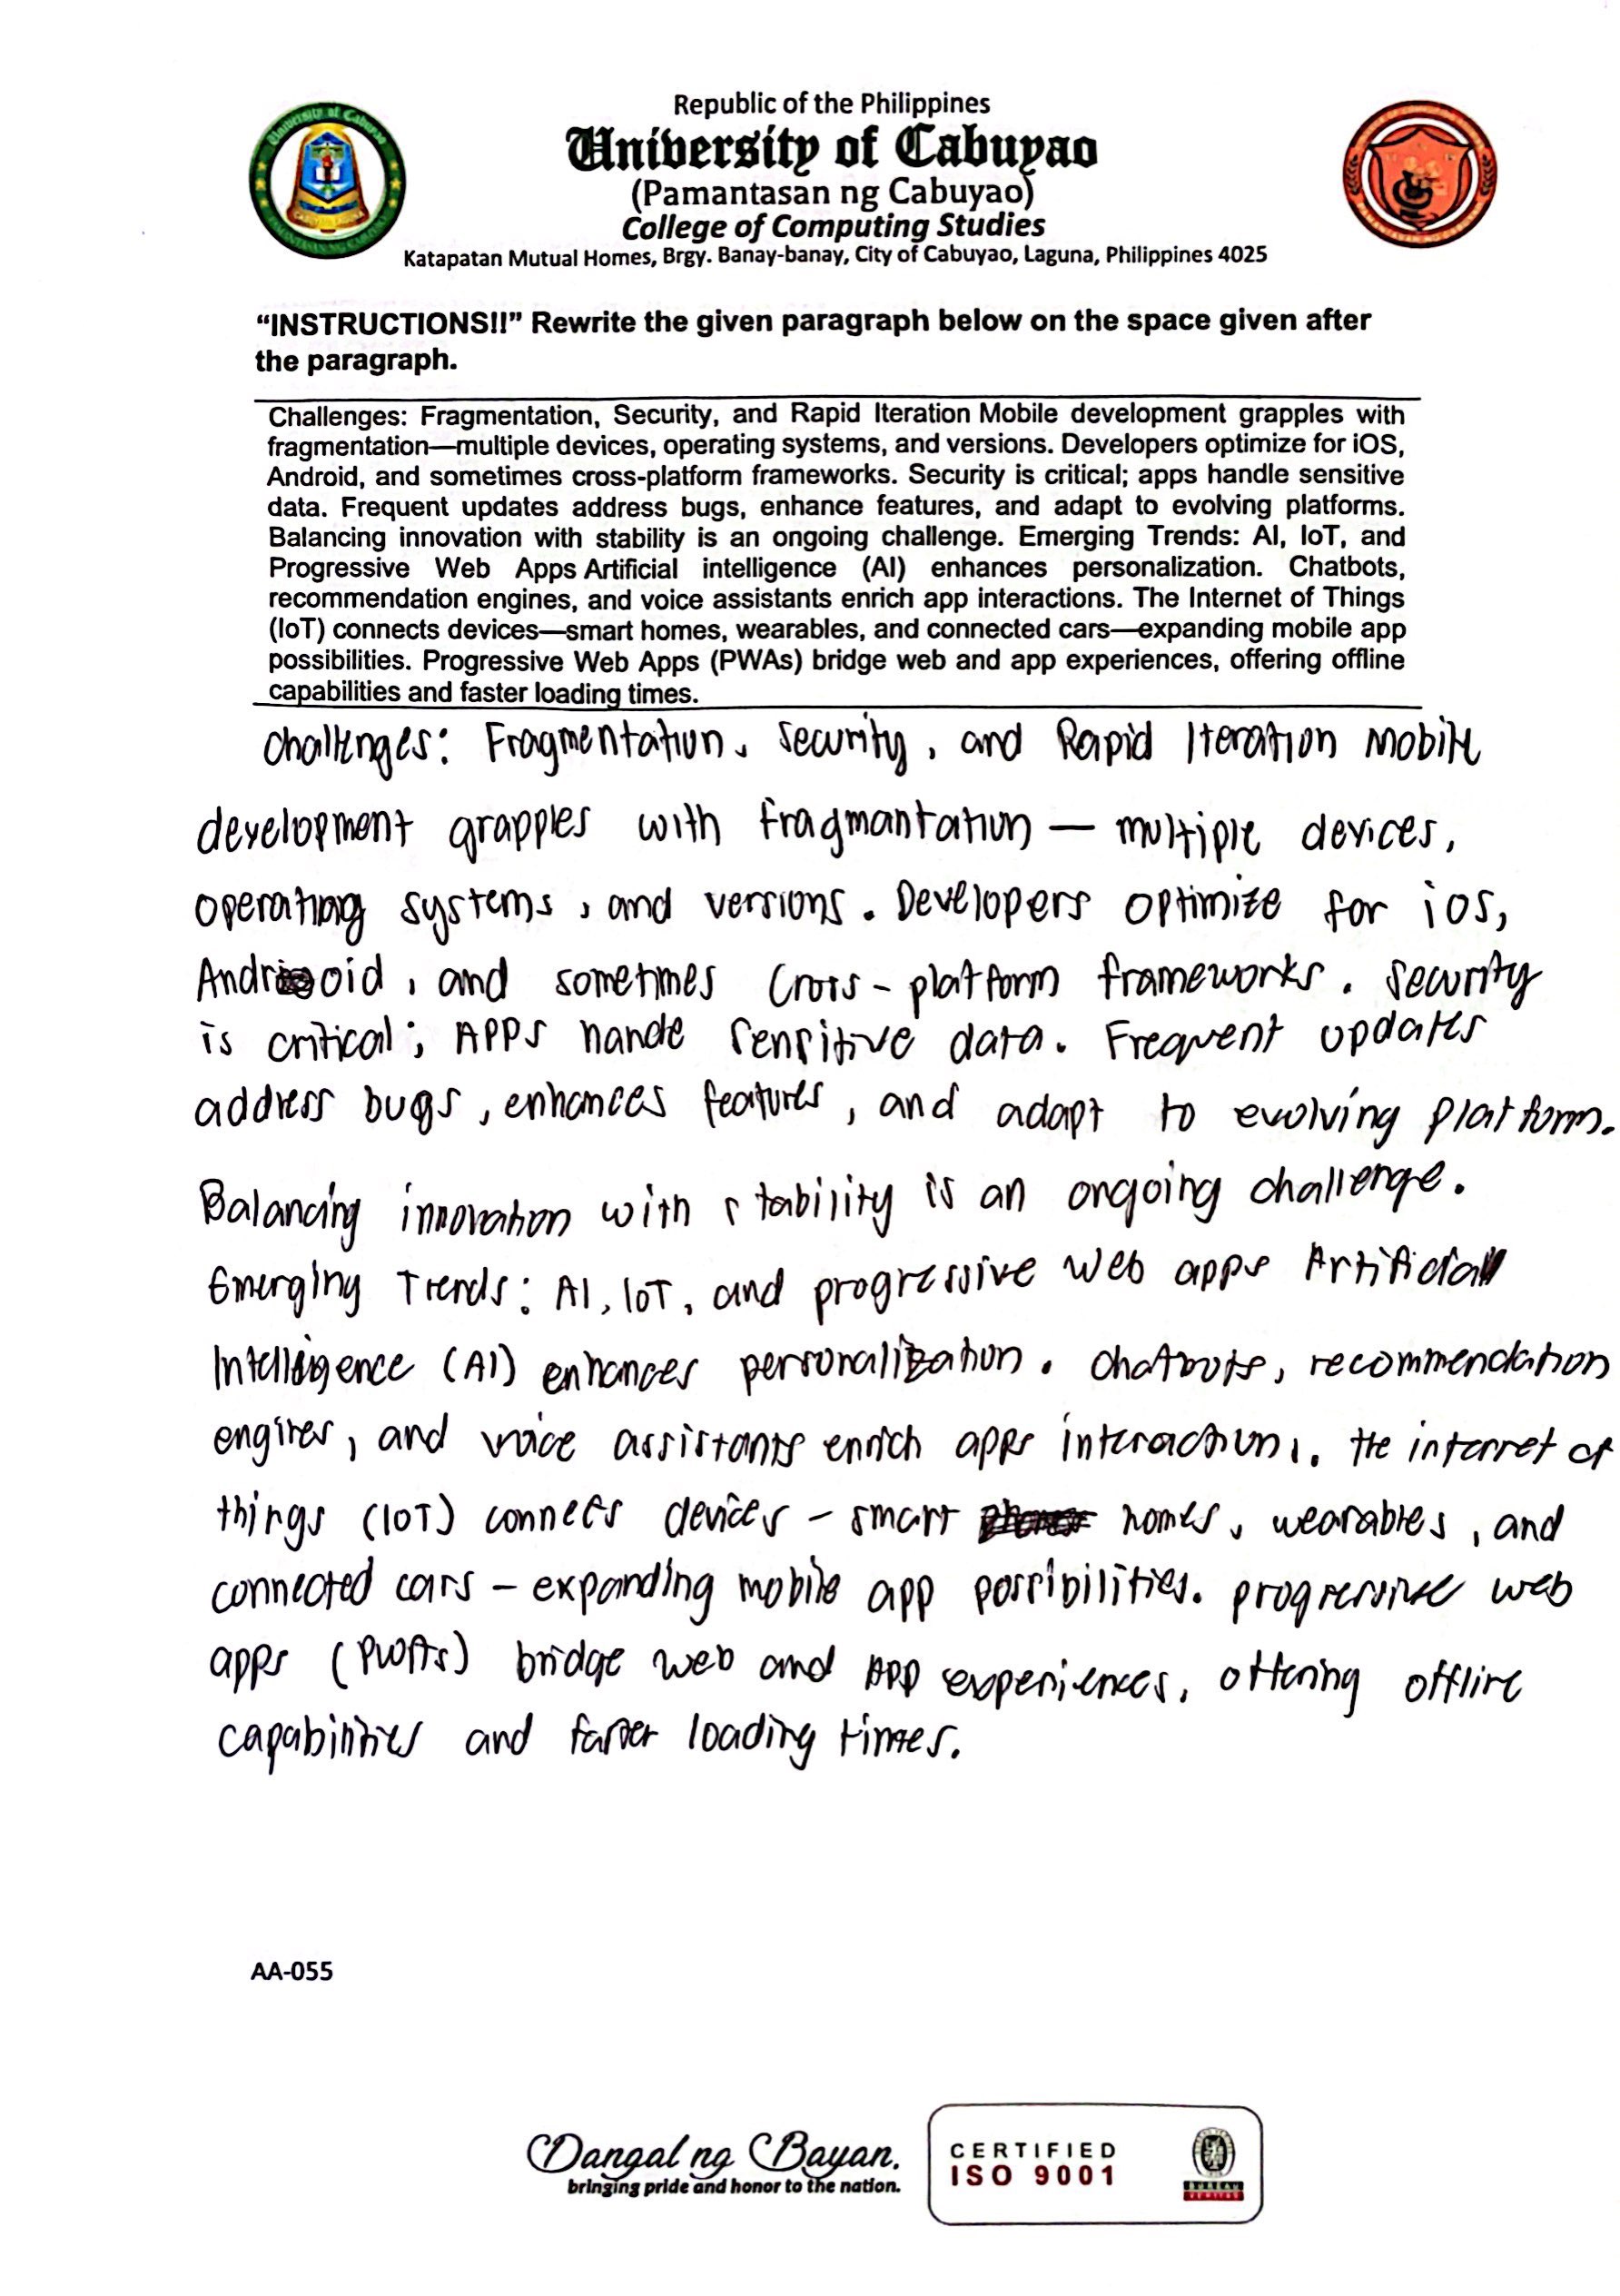 Republic of the Philippines
University of Cabuyao
(Pamantasan ng Cabuyao)
College of Computing Studies
Katapatan Mutual Homes, Brgy. Banay-banay, City of Cabuyao, Laguna, Philippines 4025
“INSTRUCTIONS!!” Rewrite the given paragraph below on the space given after
the paragraph.
Challenges: Fragmentation, Security, and Rapid Iteration Mobile development grapples with
fragmentation—multiple devices, operating systems, and versions. Developers optimize for iOS,
Android, and sometimes cross-platform frameworks. Security is critical; apps handle sensitive
data. Frequent updates address bugs, enhance features, and adapt to evolving platforms.
Balancing innovation with stability is an ongoing challenge. Emerging Trends: AI, IoT, and
Progressive Web Apps Artificial intelligence (AI) enhances personalization. Chatbots,
recommendation engines, and voice assistants enrich app interactions. The Internet of Things
(IoT) connects devices—smart homes, wearables, and connected cars—expanding mobile app
possibilities. Progressive Web Apps (PWAs) bridge web and app experiences, offering offline
capabilities and faster loading times.
Challenges: Fragmentation, Security, and Rapid Iteration Mobile
development grapples with fragmantation — multiple devices,
operating systems, and versions. Developers optimize for iOS,
Android, and sometimes cross-platform frameworks. Security
is critical; APPS hande sensitive data. Frequent updates
address bugs, enhances features, and adapt to evolving platform.
Balancing innovation with stability is an ongoing challenge.
Emerging Trends: AI, IoT, and progressive web apps Artificial
Intelligence (AI) enhances personalization. Chatbots, recommendation
engines, and voice assistants enrich apps interactions. The internet of
things (IoT) connects devices - smart homes, wearables, and
connected cars - expanding mobile app possibilities. progressive web
apps (PWAs) bridge web and App experiences, offering offline
capabilities and faster loading times.
AA-055
Dangal ng Bayan.
bringing pride and honor to the nation.
CERTIFIED
ISO 9001
BUREAU
VERITAS